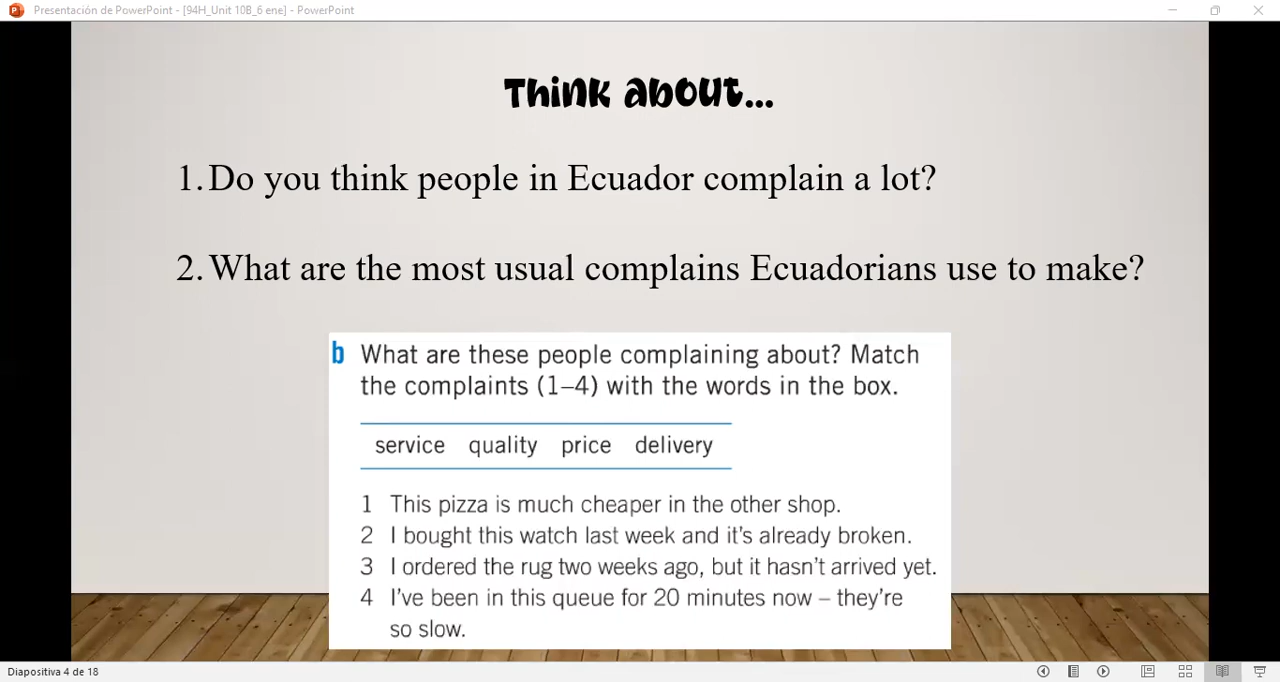 Presentación de PowerPoint - [94H_Unit 10B_6 ene] - PowerPoint
Think about...
1. Do you think people in Ecuador complain a lot?
2. What are the most usual complains Ecuadorians use to make?
b What are these people complaining about? Match
the complaints (1–4) with the words in the box.
service quality price delivery
1 This pizza is much cheaper in the other shop.
2 I bought this watch last week and it's already broken.
3 I ordered the rug two weeks ago, but it hasn't arrived yet.
4 I've been in this queue for 20 minutes now – they're
so slow.
Diapositiva 4 de 18